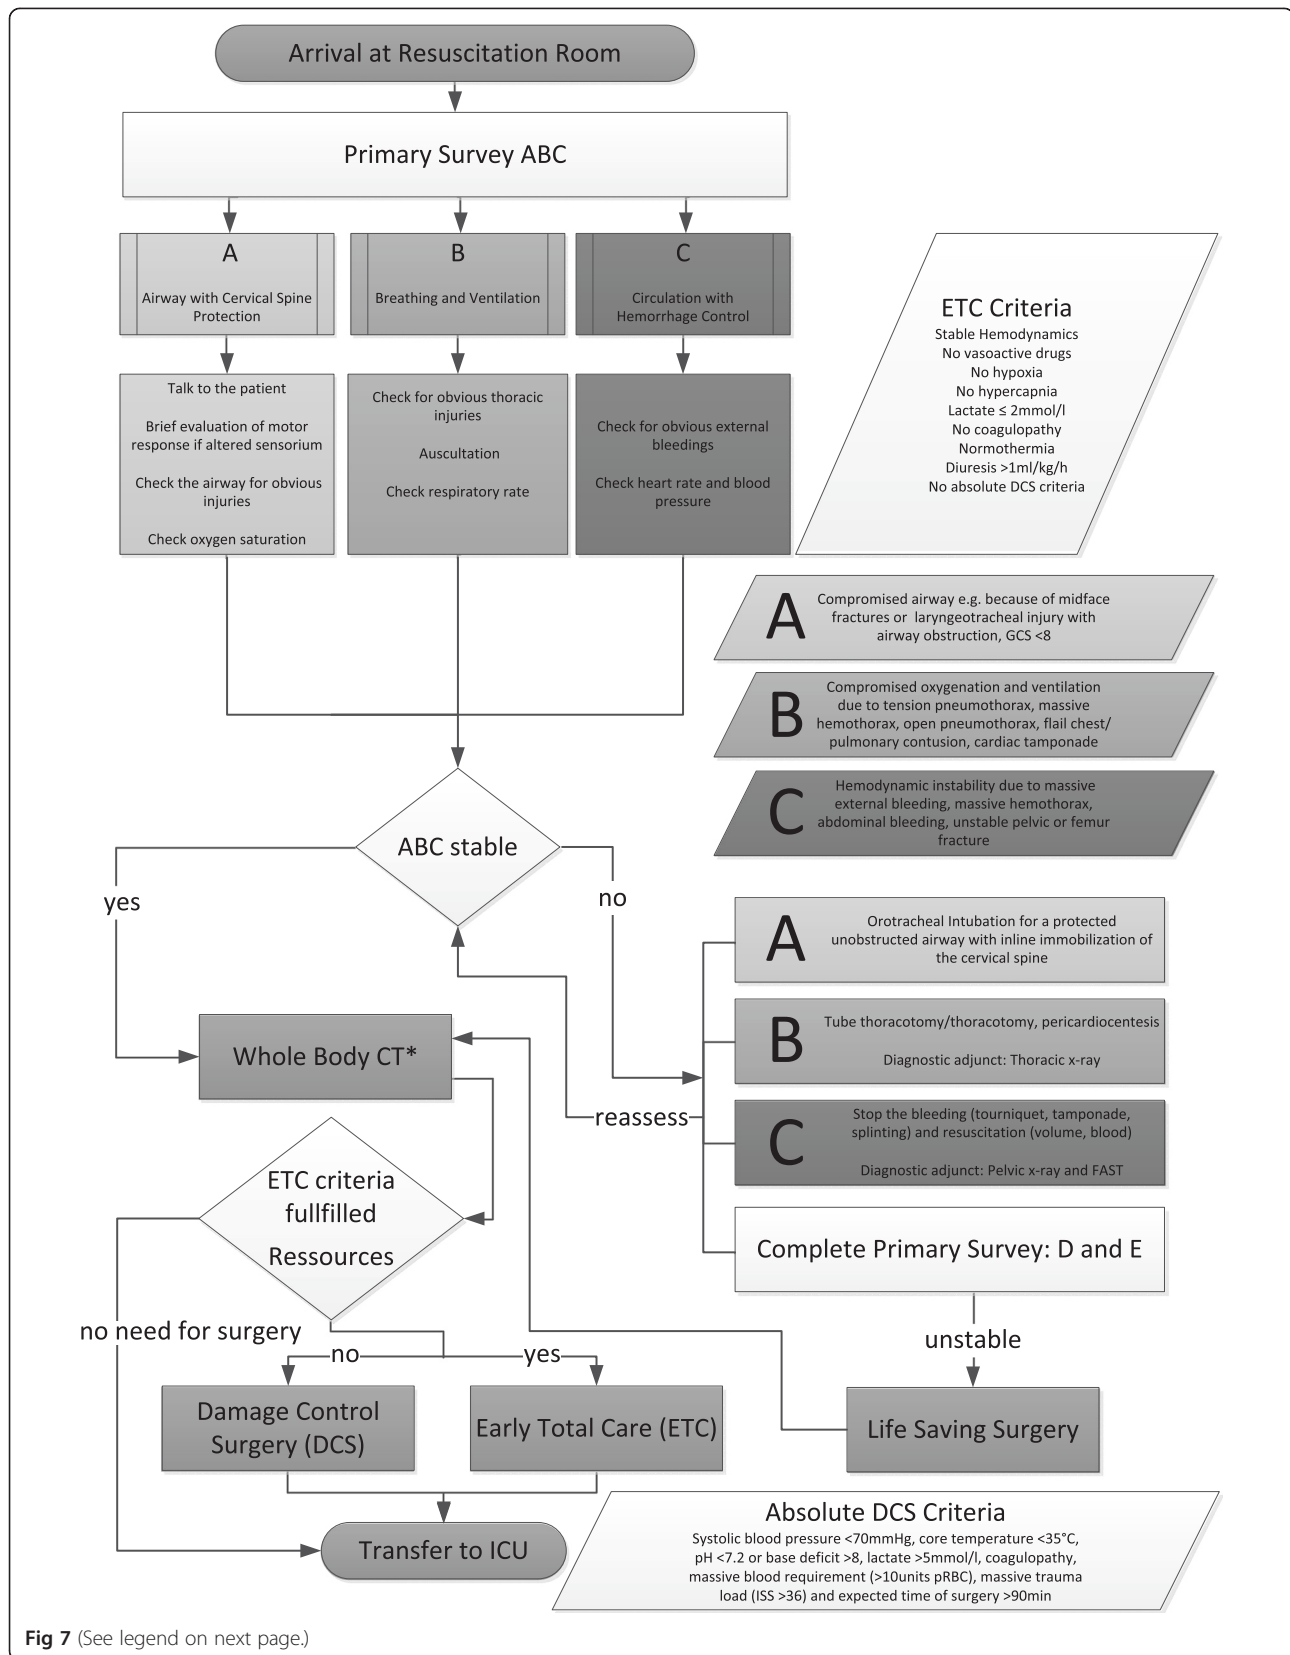 Arrival at Resuscitation Room
Primary Survey ABC
A
Airway with Cervical Spine
Protection
B
Breathing and Ventilation
C
Circulation with
Hemorrhage Control
Talk to the patient
Brief evaluation of motor
response if altered sensorium
Check the airway for obvious
injuries
Check oxygen saturation
Check for obvious thoracic
injuries
Auscultation
Check respiratory rate
Check for obvious external
bleedings
Check heart rate and blood
pressure
ETC Criteria
Stable Hemodynamics
No vasoactive drugs
No hypoxia
No hypercapnia
Lactate ≤ 2mmol/l
No coagulopathy
Normothermia
Diuresis >1ml/kg/h
No absolute DCS criteria
A
Compromised airway e.g. because of midface
fractures or laryngeotracheal injury with
airway obstruction, GCS <8
B
Compromised oxygenation and ventilation
due to tension pneumothorax, massive
hemothorax, open pneumothorax, flail chest/
pulmonary contusion, cardiac tamponade
C
Hemodynamic instability due to massive
external bleeding, massive hemothorax,
abdominal bleeding, unstable pelvic or femur
fracture
ABC stable
yes
no
A
Orotracheal Intubation for a protected
unobstructed airway with inline immobilization of
the cervical spine
B
Tube thoracotomy/thoracotomy, pericardiocentesis
Diagnostic adjunct: Thoracic x-ray
C
Stop the bleeding (tourniquet, tamponade,
splinting) and resuscitation (volume, blood)
Diagnostic adjunct: Pelvic x-ray and FAST
Complete Primary Survey: D and E
reassess
Whole Body CT*
ETC criteria
fullfilled
Ressources
no need for surgery
no
yes
unstable
Damage Control
Surgery (DCS)
Early Total Care (ETC)
Life Saving Surgery
Transfer to ICU
Absolute DCS Criteria
Systolic blood pressure <70mmHg, core temperature <35°C,
pH <7.2 or base deficit >8, lactate >5mmol/l, coagulopathy,
massive blood requirement (>10units pRBC), massive trauma
load (ISS >36) and expected time of surgery >90min
Fig 7 (See legend on next page.)